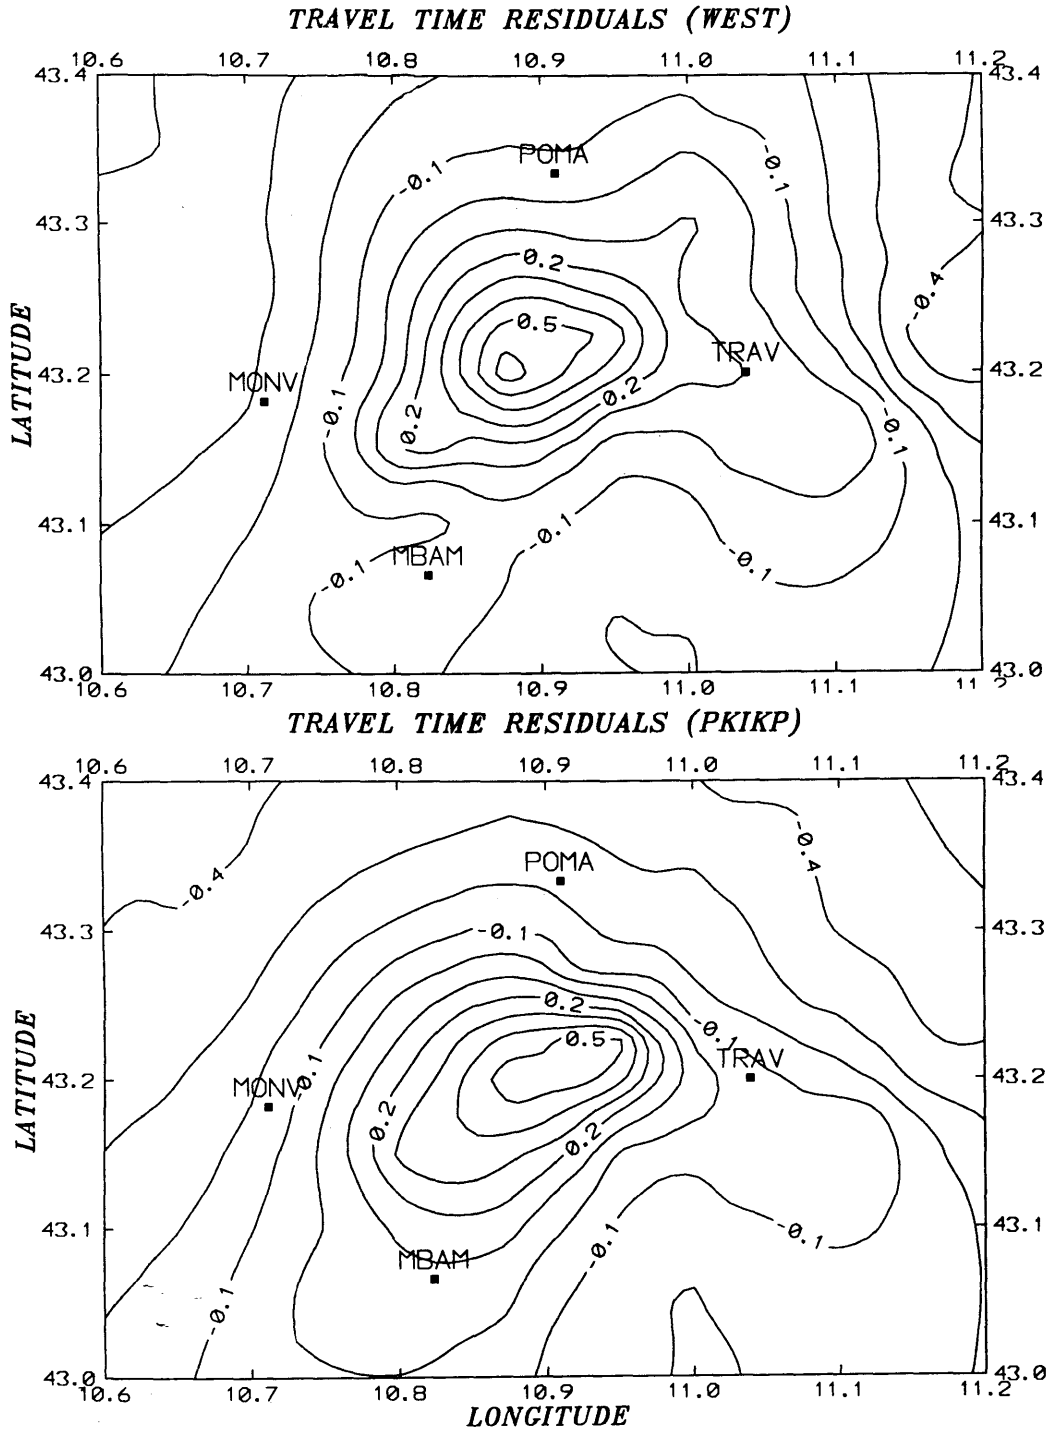 TRAVEL TIME RESIDUALS (WEST)
10.6 10.7 10.8 10.9 11.0 11.1 11.2
43.4 43.4
POMA
-0.1 -0.1
43.3 43.3
0.2
-0.4
0.5
LATITUDE
TRAV
MONV
43.2 43.2
0.2
-0.1 0.2 -0.1
43.1 43.1
-0.1
MBAM -0.1
-0.1
43.0 43.0
10.6 10.7 10.8 10.9 11.0 11.1 11.2
TRAVEL TIME RESIDUALS (PKIKP)
10.6 10.7 10.8 10.9 11.0 11.1 11.2
43.4 43.4
-0.4
POMA
-0.4
43.3 -0.1 43.3
0.2
-0.1
0.5
LATITUDE
TRAV
-0.1
MONV
43.2 43.2
0.2 0.2
43.1 -0.1 43.1
-0.1
MBAM
-0.1
43.0 43.0
10.6 10.7 10.8 10.9 11.0 11.1 11.2
LONGITUDE